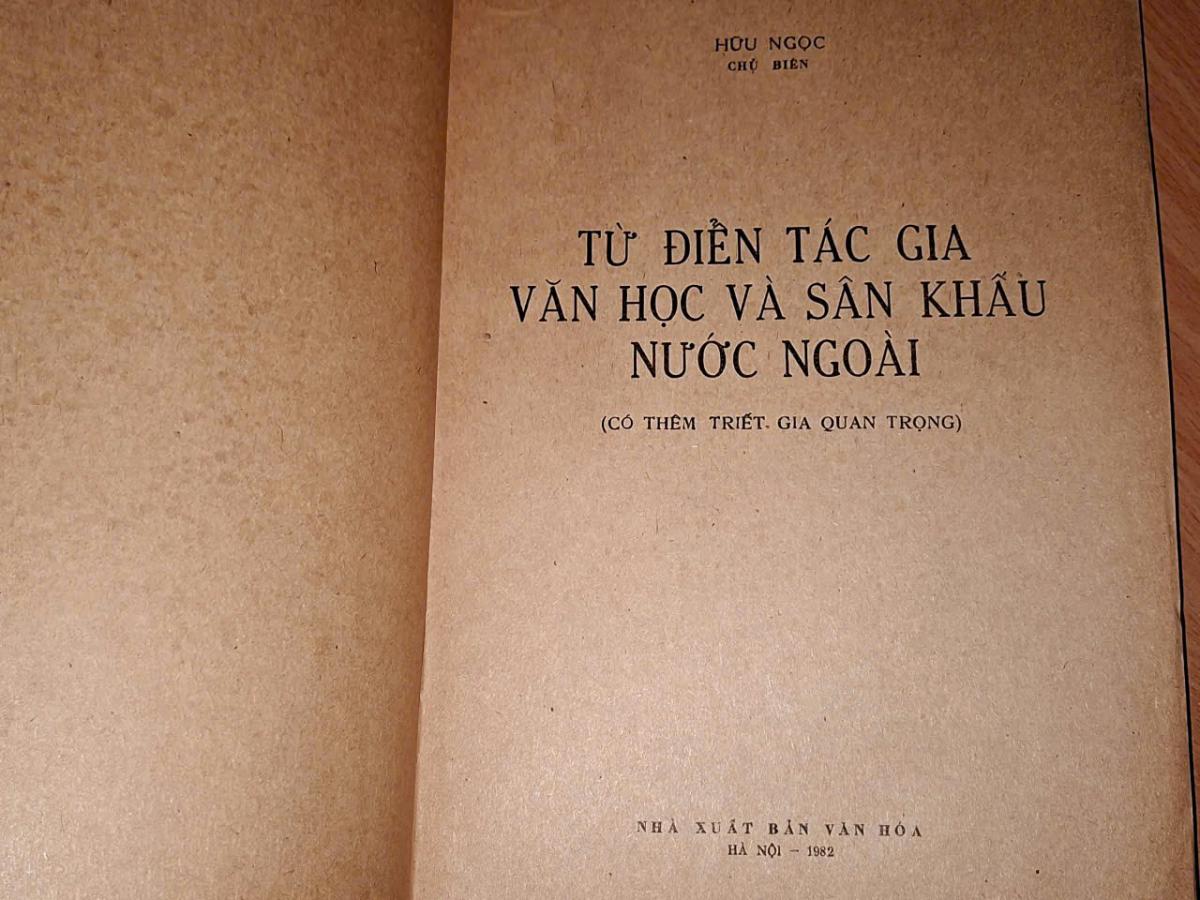 HỮU NGỌC
CHỦ BIÊN
TỪ ĐIỂN TÁC GIA
VĂN HỌC VÀ SÂN KHẤU
NƯỚC NGOÀI
(CÓ THÊM TRIẾT GIA QUAN TRỌNG)
NHÀ XUẤT BẢN VĂN HÓA
HÀ NỘI - 1982